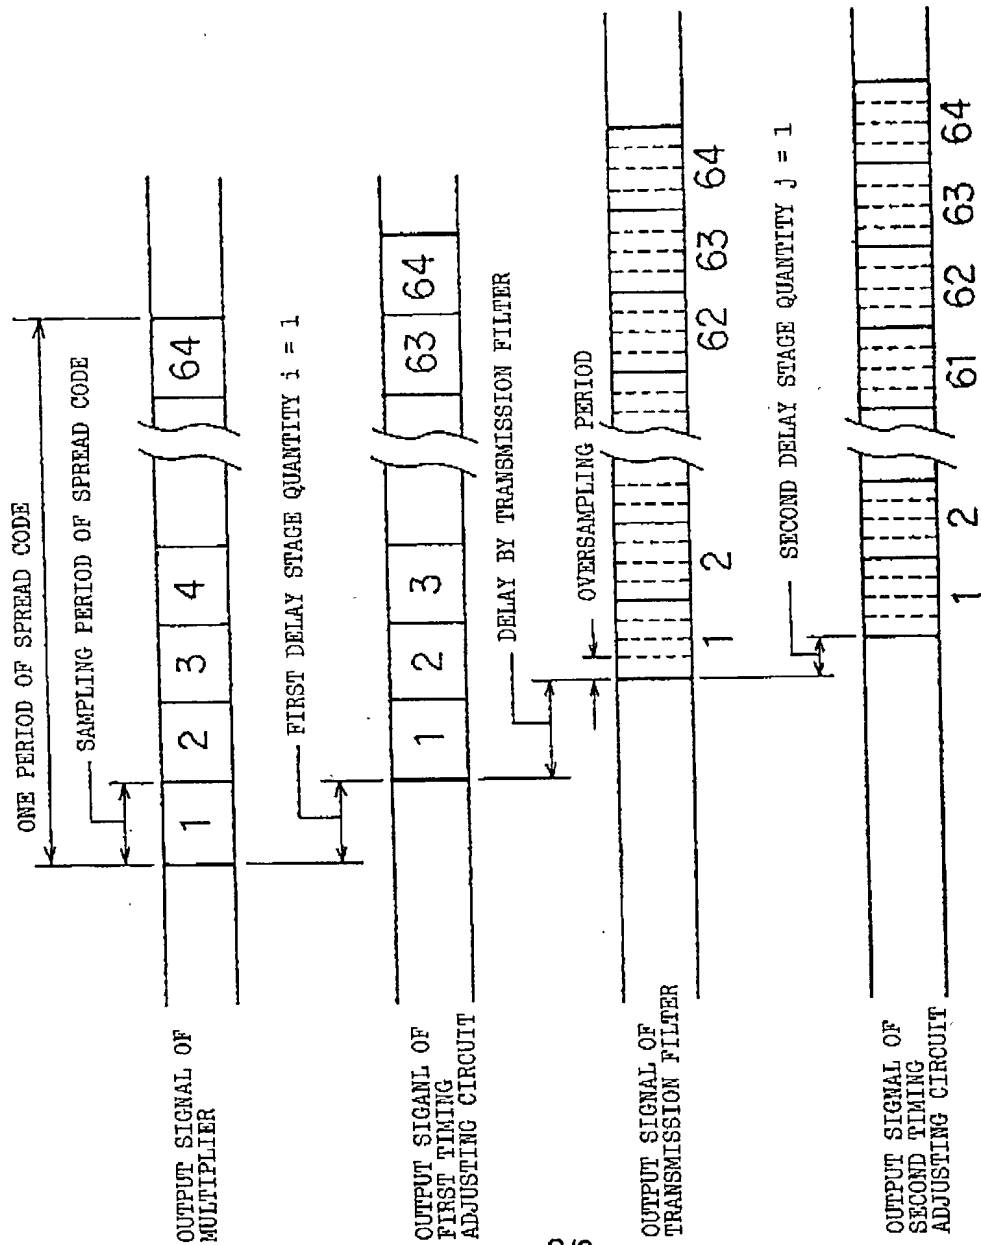 ONE PERIOD OF SPREAD CODE
SAMPLING PERIOD OF SPREAD CODE
OUTPUT SIGNAL OF
MULTIPLIER
1 2 3 4 64
FIRST DELAY STAGE QUANTITY i = 1
OUTPUT SIGANL OF
FIRST TIMING
ADJUSTING CIRCUIT
1 2 3 63 64
DELAY BY TRANSMISSION FILTER
OVERSAMPLING PERIOD
OUTPUT SIGNAL OF
TRANSMISSION FILTER
1 2 62 63 64
SECOND DELAY STAGE QUANTITY j = 1
OUTPUT SIGNAL OF
SECOND TIMING
ADJUSTING CIRCUIT
1 2 61 62 63 64